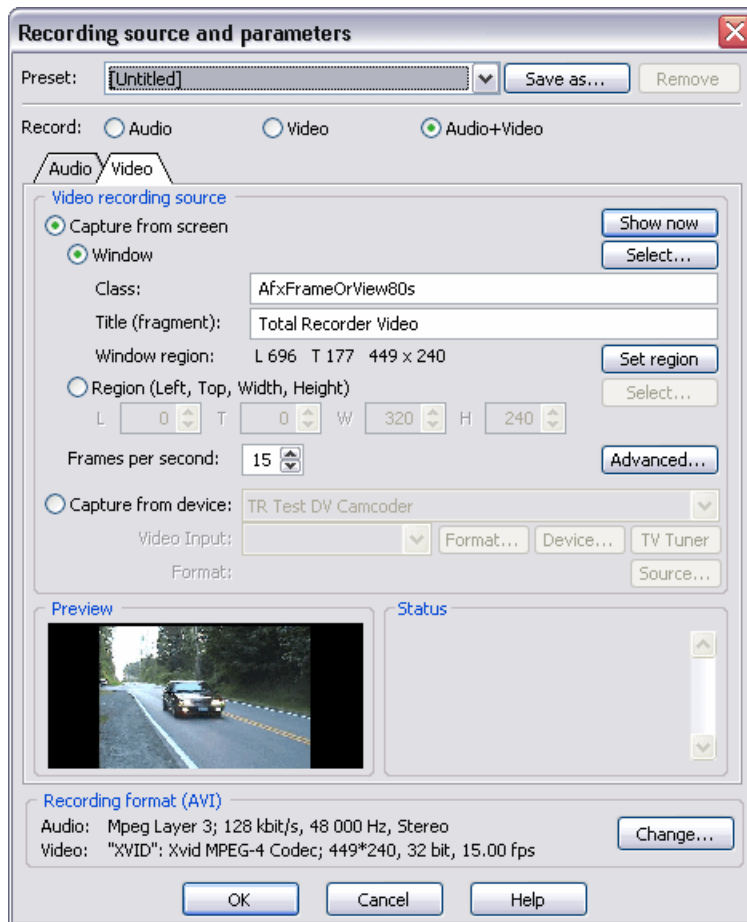 Recording source and parameters
Preset: [Untitled] Save as... Remove
Record: Audio Video Audio+Video
Audio Video
Video recording source
Capture from screen Show now
Window Select...
Class: AfxFrameOrView80s
Title (fragment): Total Recorder Video
Window region: L 696 T 177 449 x 240 Set region
Region (Left, Top, Width, Height) Select...
L 0 T 0 W 320 H 240
Frames per second: 15 Advanced...
Capture from device: TR Test DV Camcoder
Video Input: Format... Device... TV Tuner
Format: Source...
Preview Status
Recording format (AVI)
Audio: Mpeg Layer 3; 128 kbit/s, 48 000 Hz, Stereo Change...
Video: "XVID": Xvid MPEG-4 Codec; 449*240, 32 bit, 15.00 fps
OK Cancel Help